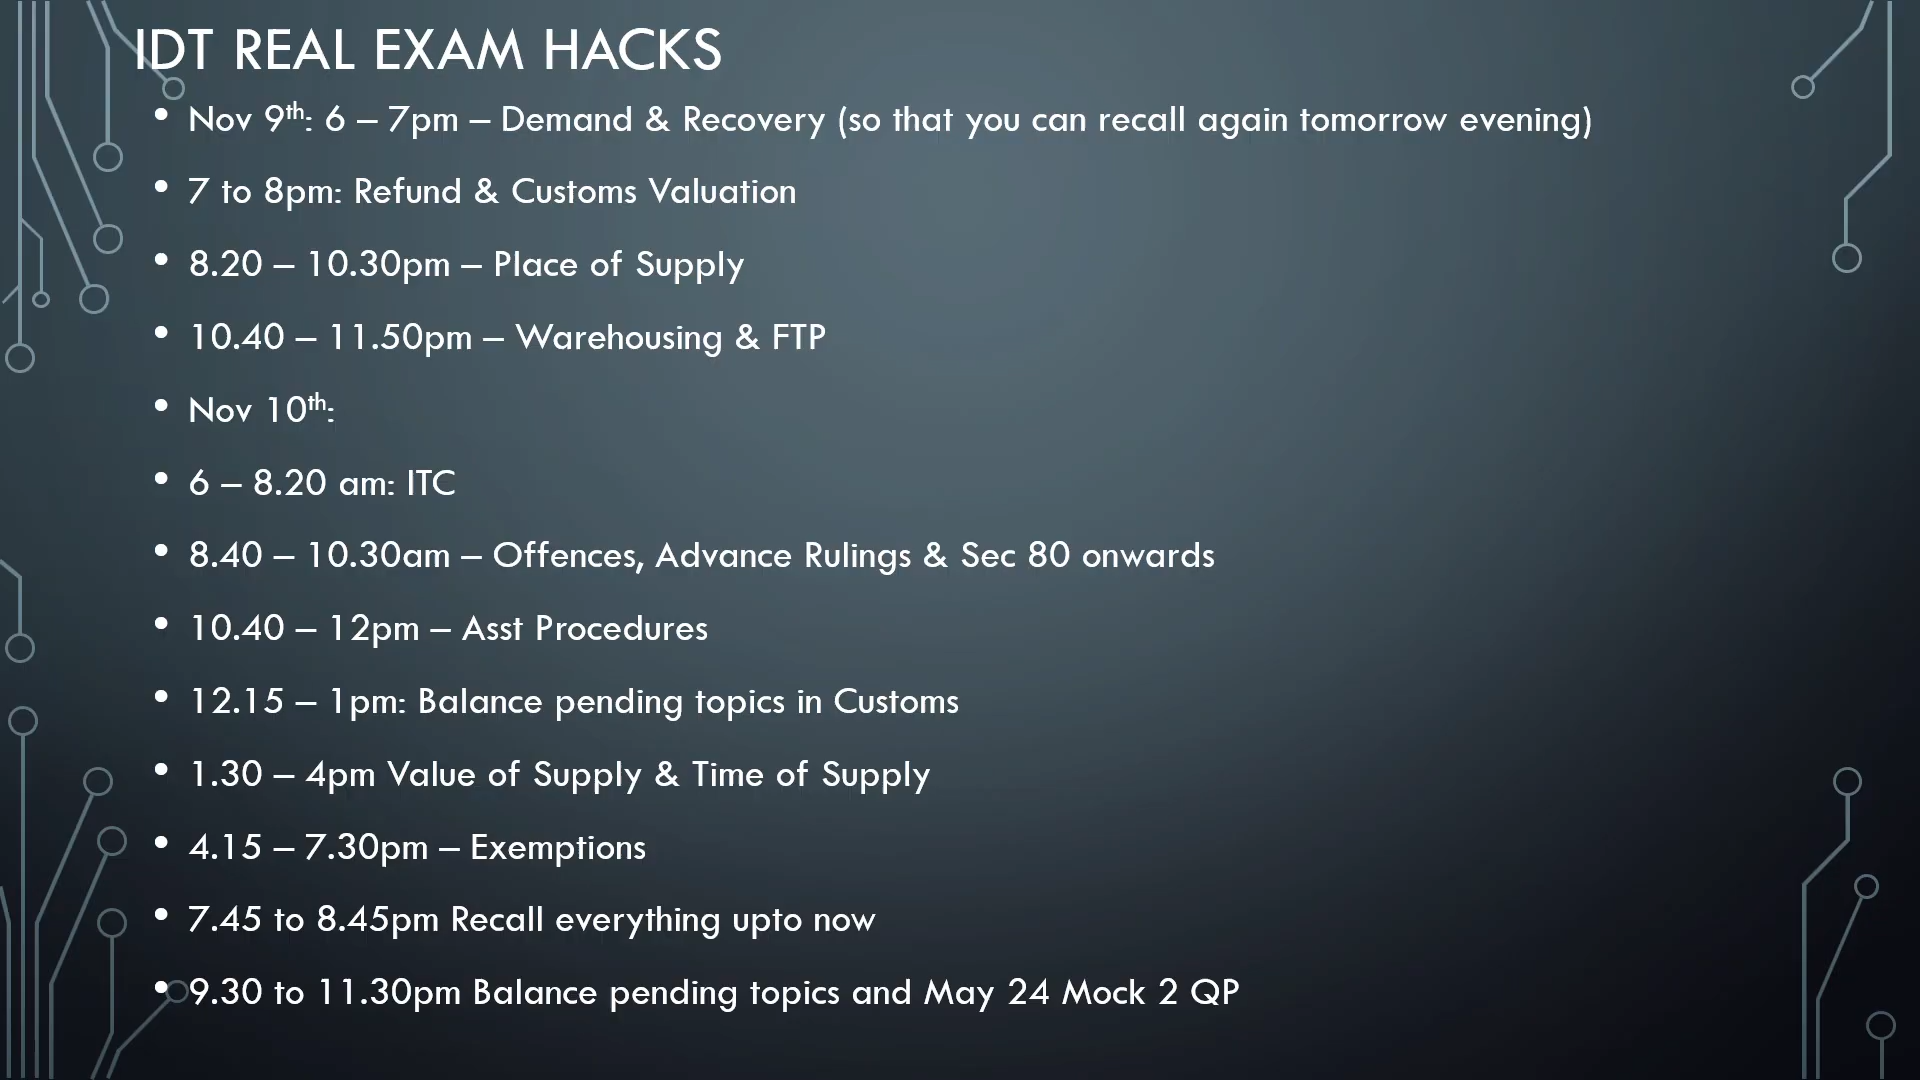 IDT REAL EXAM HACKS
• Nov 9th: 6 – 7pm – Demand & Recovery (so that you can recall again tomorrow evening)
• 7 to 8pm: Refund & Customs Valuation
• 8.20 – 10.30pm – Place of Supply
• 10.40 – 11.50pm – Warehousing & FTP
• Nov 10th:
• 6 – 8.20 am: ITC
• 8.40 – 10.30am – Offences, Advance Rulings & Sec 80 onwards
• 10.40 – 12pm – Asst Procedures
• 12.15 – 1pm: Balance pending topics in Customs
• 1.30 – 4pm Value of Supply & Time of Supply
• 4.15 – 7.30pm – Exemptions
• 7.45 to 8.45pm Recall everything upto now
• 9.30 to 11.30pm Balance pending topics and May 24 Mock 2 QP